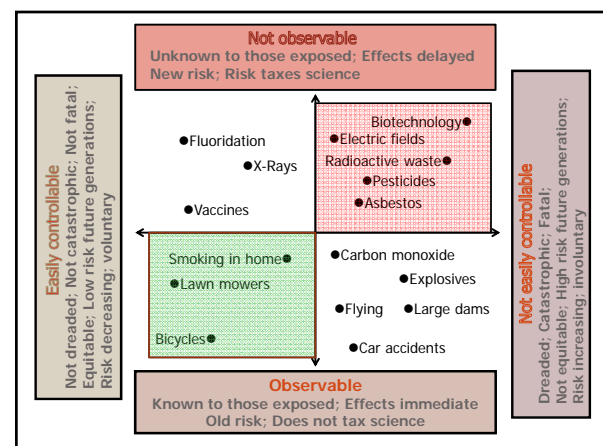 Not observable
Unknown to those exposed; Effects delayed
New risk; Risk taxes science
Easily controllable
Not dreaded; Not catastrophic; Not fatal;
Equitable; Low risk future generations;
Risk decreasing; voluntary
Fluoridation
X-Rays
Vaccines
Biotechnology
Electric fields
Radioactive waste
Pesticides
Asbestos
Smoking in home
Lawn mowers
Bicycles
Carbon monoxide
Explosives
Flying
Large dams
Car accidents
Not easily controllable
Dreaded; Catastrophic; Fatal;
Not equitable; High risk future generations;
Risk increasing; involuntary
Observable
Known to those exposed; Effects immediate
Old risk; Does not tax science